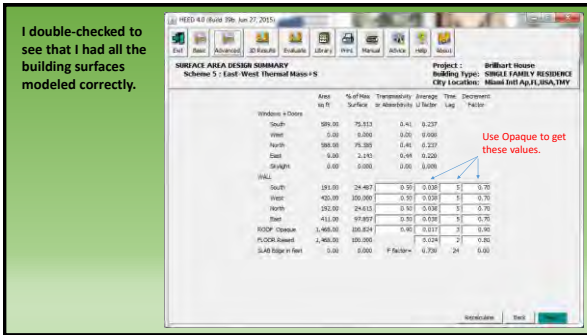 I double-checked to
see that I had all the
building surfaces
modeled correctly.
HEED 4.0 (Build 39b Jun 27, 2015)
Exit Basic Advanced 3D Results Evaluate Library Print Manual Advice Help About
SURFACE AREA DESIGN SUMMARY Project : Brillhart House
Scheme 5 : East-West Thermal Mass+S Building Type: SINGLE FAMILY RESIDENCE
City Location: Miami Intl Ap,FL,USA,TMY
Area % of Max Transmissivity Average Time Decrement
sq ft Surface or Absorbtivity U factor Lag Factor
Windows + Doors
South 589.00 75.513 0.41 0.237
West 0.00 0.000 0.00 0.000
North 588.00 75.385 0.41 0.237
East 9.00 2.143 0.44 0.220
Skylight 0.00 0.000 0.00 0.000
Use Opaque to get
these values.
WALL
South 191.00 24.487 0.50 0.038 5 0.70
West 420.00 100.000 0.50 0.038 5 0.70
North 192.00 24.615 0.50 0.038 5 0.70
East 411.00 97.857 0.50 0.038 5 0.70
ROOF Opaque 1,468.00 100.824 0.90 0.017 3 0.90
FLOOR Raised 1,468.00 100.000 0.024 2 0.80
SLAB Edge in feet 0.00 0.000 F factor= 0.730 24 0.00
Recalculate Back